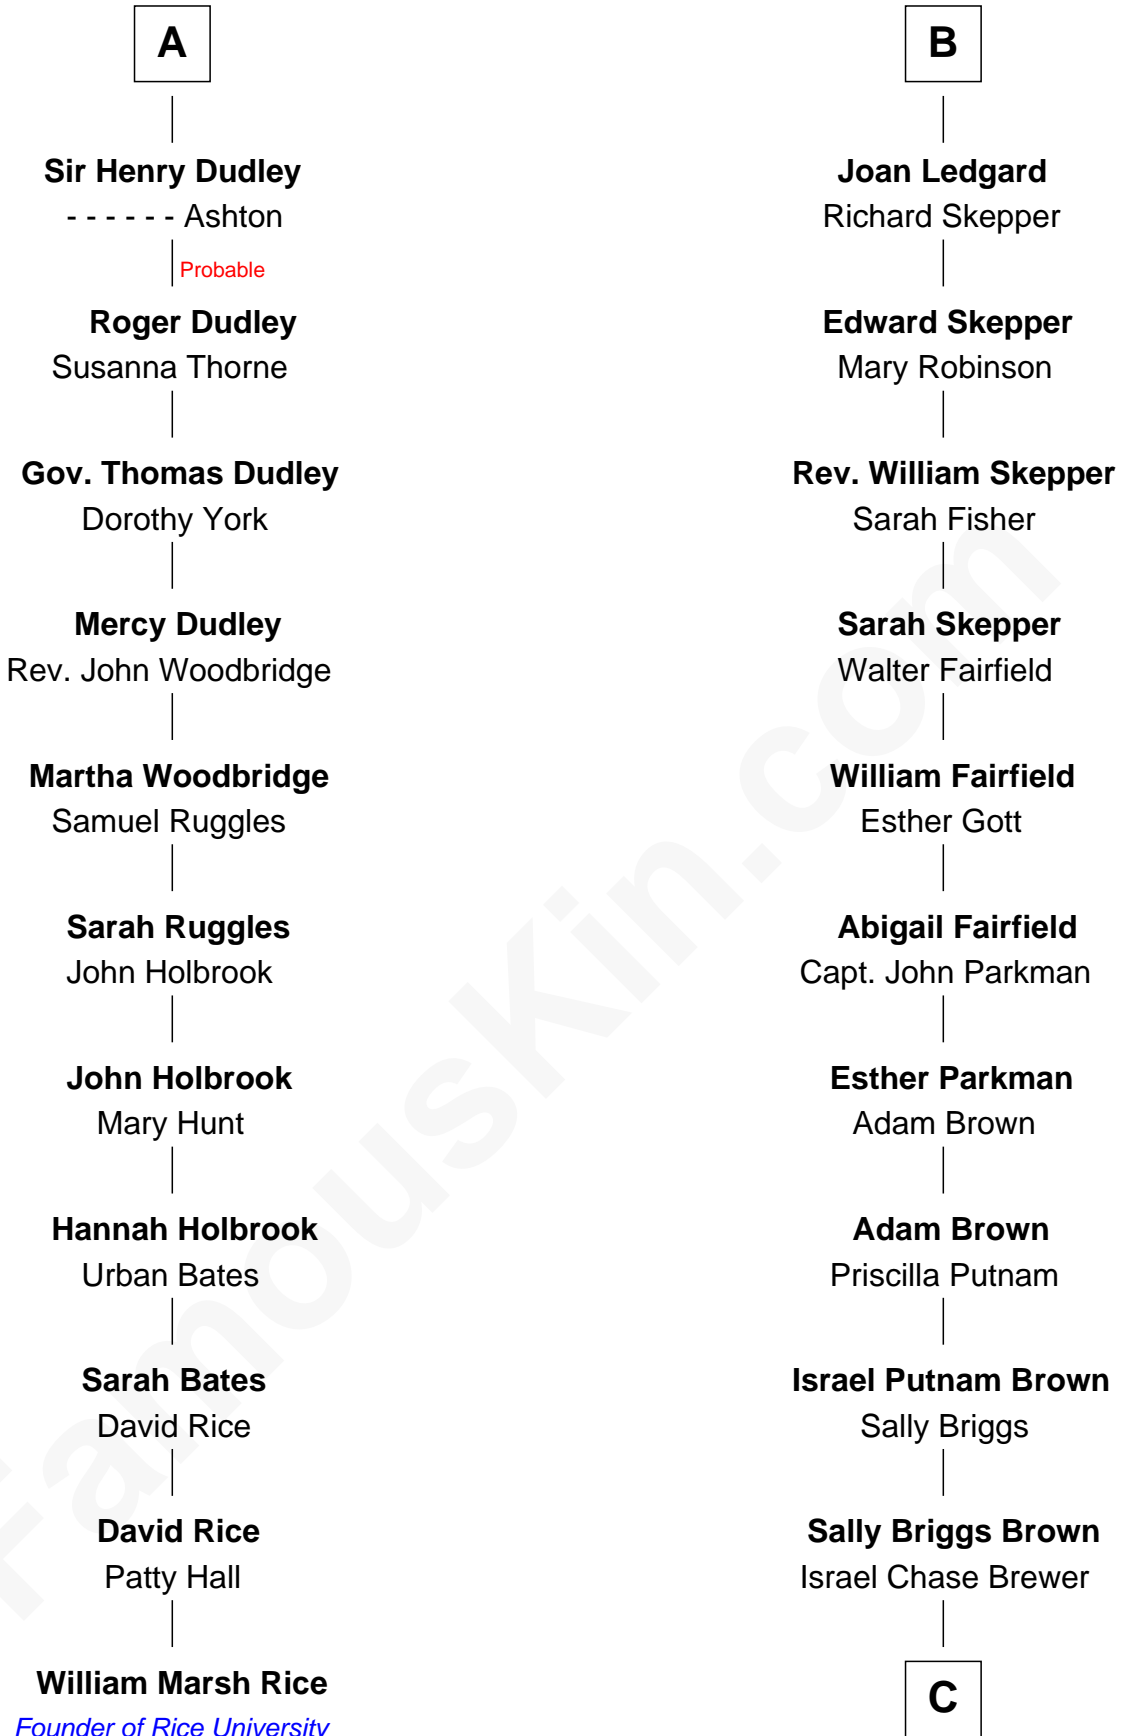 A
Sir Henry Dudley
- - - - - - Ashton
Probable
Roger Dudley
Susanna Thorne
Gov. Thomas Dudley
Dorothy York
Mercy Dudley
Rev. John Woodbridge
Martha Woodbridge
Samuel Ruggles
Sarah Ruggles
John Holbrook
John Holbrook
Mary Hunt
Hannah Holbrook
Urban Bates
Sarah Bates
David Rice
David Rice
Patty Hall
William Marsh Rice
Founder of Rice University
B
Joan Ledgard
Richard Skepper
Edward Skepper
Mary Robinson
Rev. William Skepper
Sarah Fisher
Sarah Skepper
Walter Fairfield
William Fairfield
Esther Gott
Abigail Fairfield
Capt. John Parkman
Esther Parkman
Adam Brown
Adam Brown
Priscilla Putnam
Israel Putnam Brown
Sally Briggs
Sally Briggs Brown
Israel Chase Brewer
C
FamousKin.com